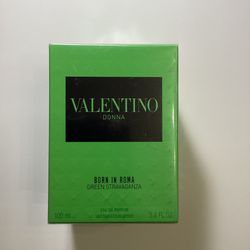 VALENTINO
DONNA
BORN IN ROMA
GREEN STRAVAGANZA
EAU DE PARFUM
100 ml 3.4 FL. OZ